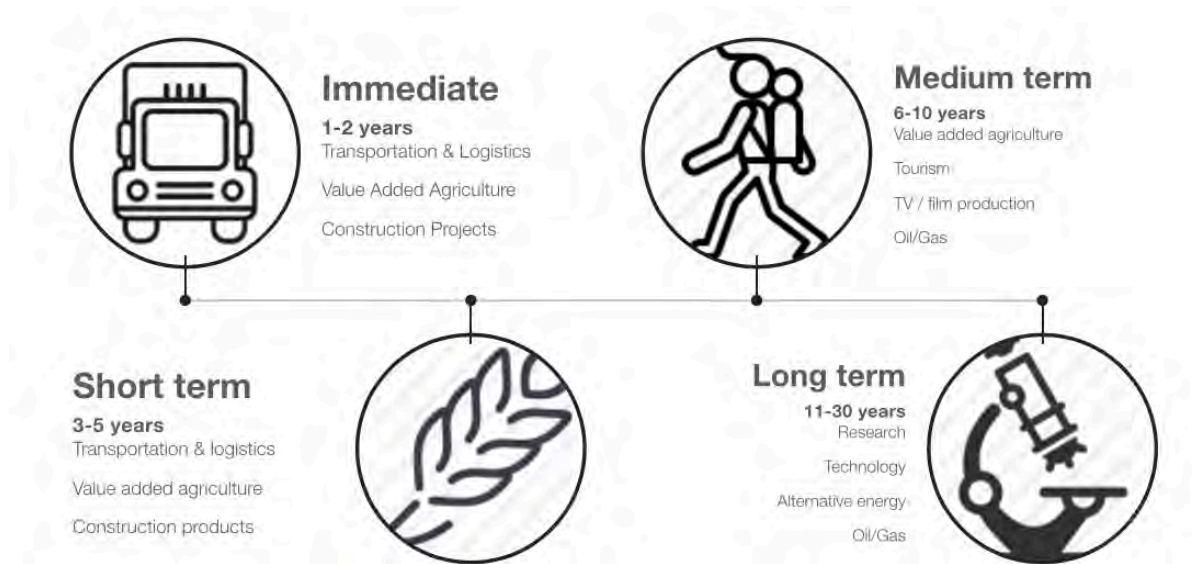 Immediate
1-2 years
Transportation & Logistics
Value Added Agriculture
Construction Projects
Short term
3-5 years
Transportation & logistics
Value added agriculture
Construction products
Medium term
6-10 years
Value added agriculture
Tourism
TV / film production
Oil/Gas
Long term
11-30 years
Research
Technology
Alternative energy
Oil/Gas